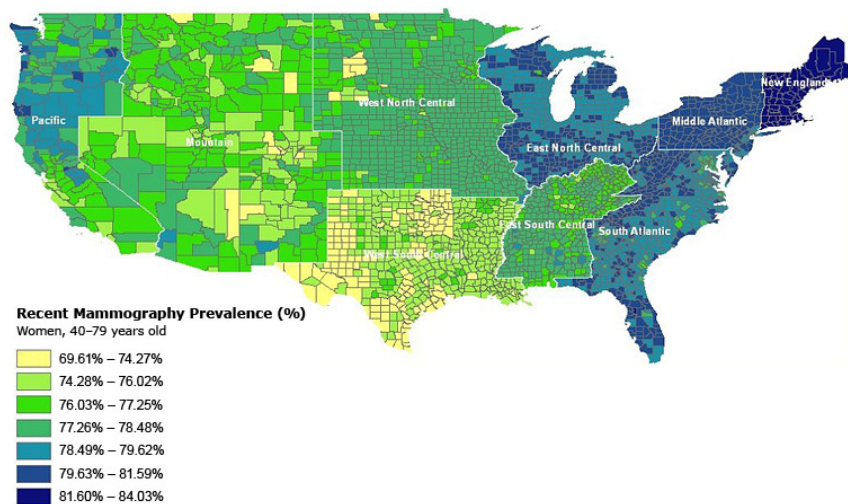 New England
Middle Atlantic
West North Central
Pacific
Mountain
East North Central
East South Central
South Atlantic
West South Central
Recent Mammography Prevalence (%)
Women, 40–79 years old
69.61% – 74.27%
74.28% – 76.02%
76.03% – 77.25%
77.26% – 78.48%
78.49% – 79.62%
79.63% – 81.59%
81.60% – 84.03%